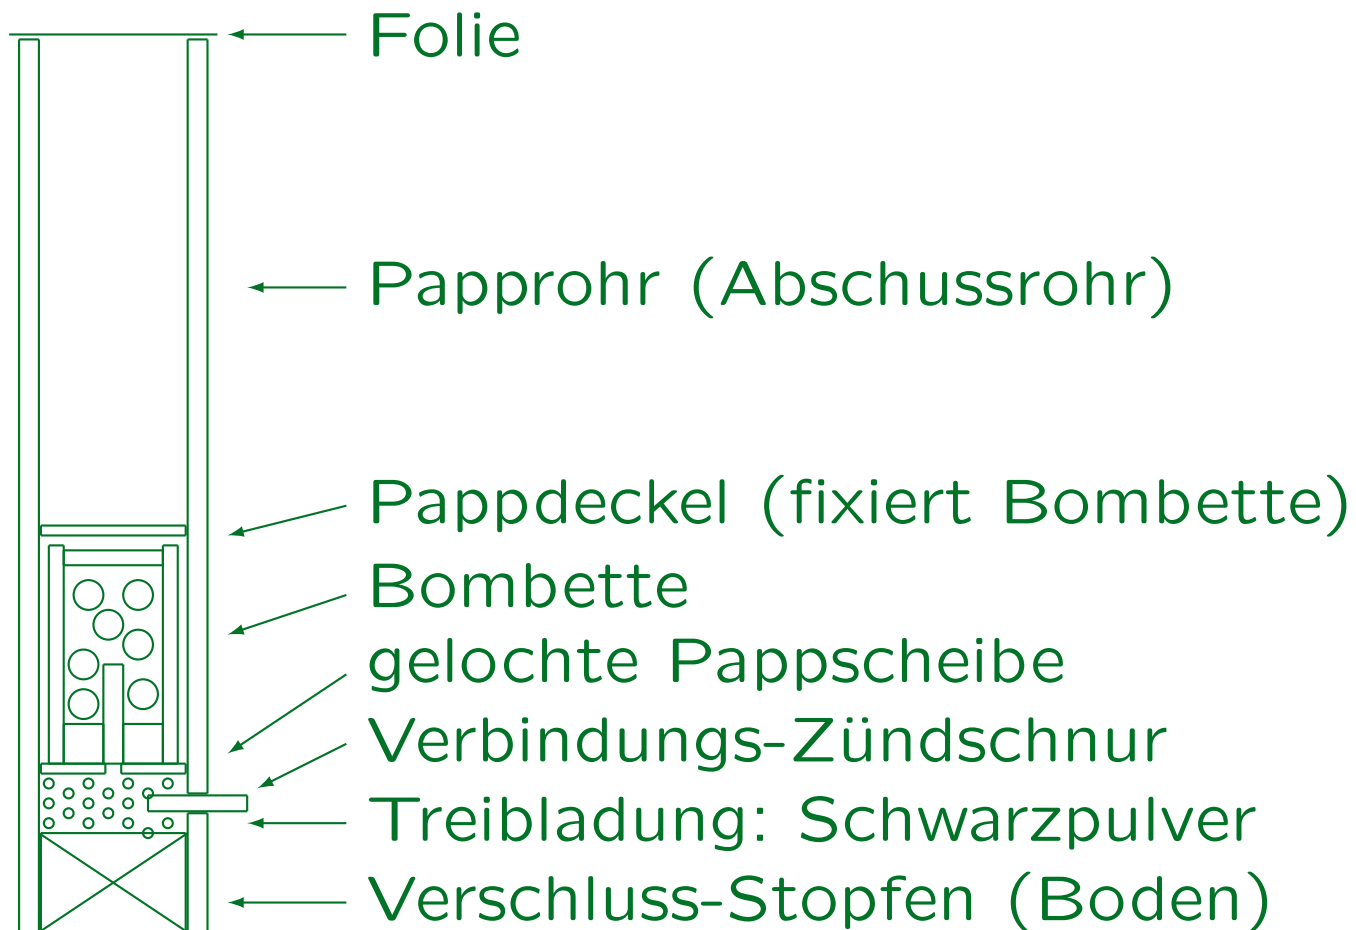 Folie
Papprohr (Abschussrohr)
Pappdeckel (fixiert Bombette)
Bombette
gelochte Pappscheibe
Verbindungs-Zündschnur
Treibladung: Schwarzpulver
Verschluss-Stopfen (Boden)